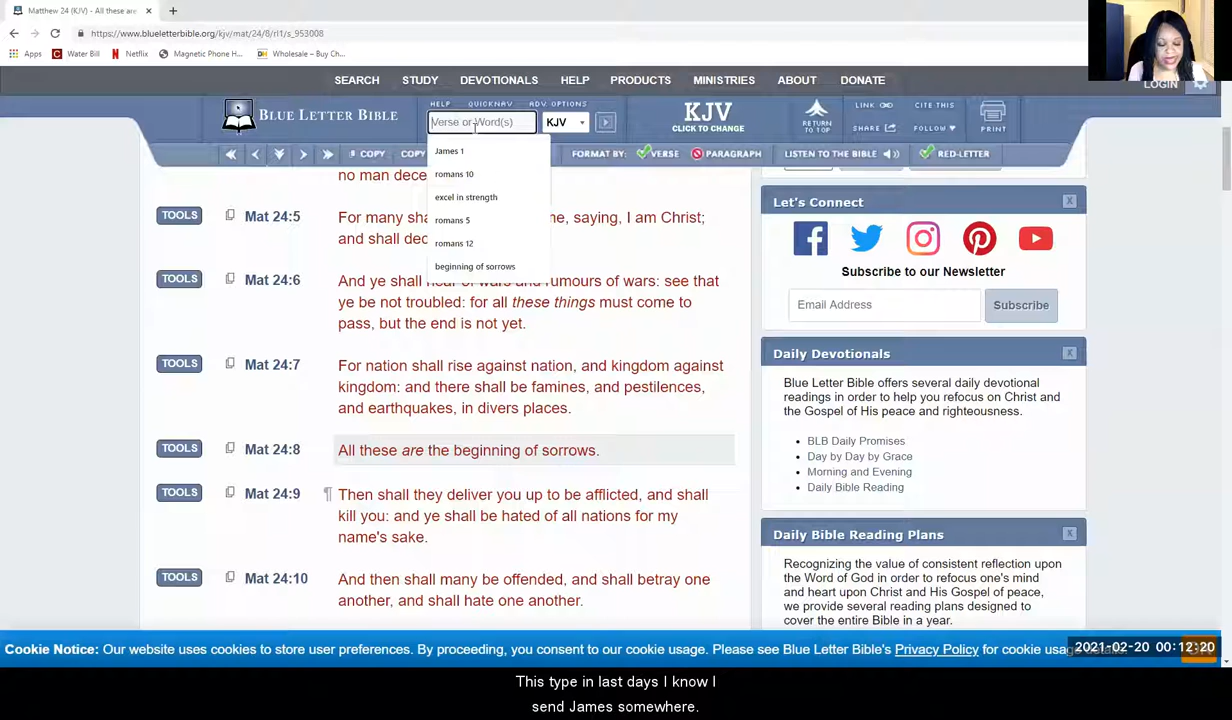 Matthew 24 (KJV) - All these are
https://www.blueletterbible.org/kjv/mat/24/8/rl1/s_953008
Apps
Water Bill
Netflix
Magnetic Phone H...
Wholesale – Buy Ch...
SEARCH
STUDY
DEVOTIONALS
HELP
PRODUCTS
MINISTRIES
ABOUT
DONATE
LOGIN
BLUE LETTER BIBLE
HELP
QUICKNAV
ADV. OPTIONS
Verse or Word(s)
KJV
KJV
CLICK TO CHANGE
RETURN
TO TOP
LINK
SHARE
CITE THIS
FOLLOW
PRINT
COPY
COPY
FORMAT BY:
VERSE
PARAGRAPH
LISTEN TO THE BIBLE
RED-LETTER
James 1
romans 10
excel in strength
romans 5
romans 12
beginning of sorrows
no man dece
TOOLS
Mat 24:5
For many sha me, saying, I am Christ;
and shall dec
TOOLS
Mat 24:6
And ye shall hear of wars and rumours of wars: see that
ye be not troubled: for all these things must come to
pass, but the end is not yet.
TOOLS
Mat 24:7
For nation shall rise against nation, and kingdom against
kingdom: and there shall be famines, and pestilences,
and earthquakes, in divers places.
TOOLS
Mat 24:8
All these are the beginning of sorrows.
TOOLS
Mat 24:9
¶ Then shall they deliver you up to be afflicted, and shall
kill you: and ye shall be hated of all nations for my
name's sake.
TOOLS
Mat 24:10
And then shall many be offended, and shall betray one
another, and shall hate one another.
Let's Connect
Subscribe to our Newsletter
Email Address
Subscribe
Daily Devotionals
Blue Letter Bible offers several daily devotional
readings in order to help you refocus on Christ and
the Gospel of His peace and righteousness.
• BLB Daily Promises
• Day by Day by Grace
• Morning and Evening
• Daily Bible Reading
Daily Bible Reading Plans
Recognizing the value of consistent reflection upon
the Word of God in order to refocus one's mind
and heart upon Christ and His Gospel of peace,
we provide several reading plans designed to
cover the entire Bible in a year.
Cookie Notice: Our website uses cookies to store user preferences. By proceeding, you consent to our cookie usage. Please see Blue Letter Bible's Privacy Policy for cookie usa
2021-02-20 00:12:20
This type in last days I know I
send James somewhere.